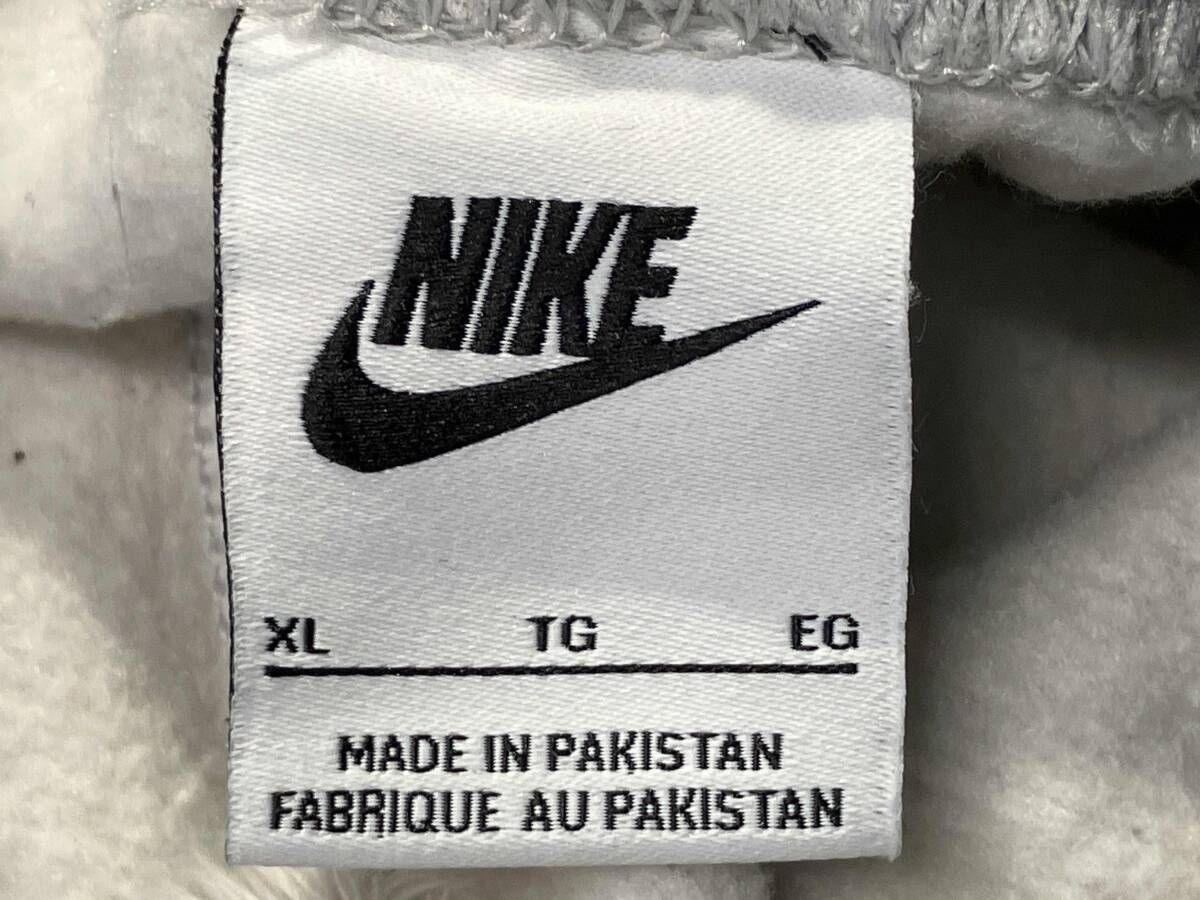 NIKE
XL TG EG
MADE IN PAKISTAN
FABRIQUE AU PAKISTAN